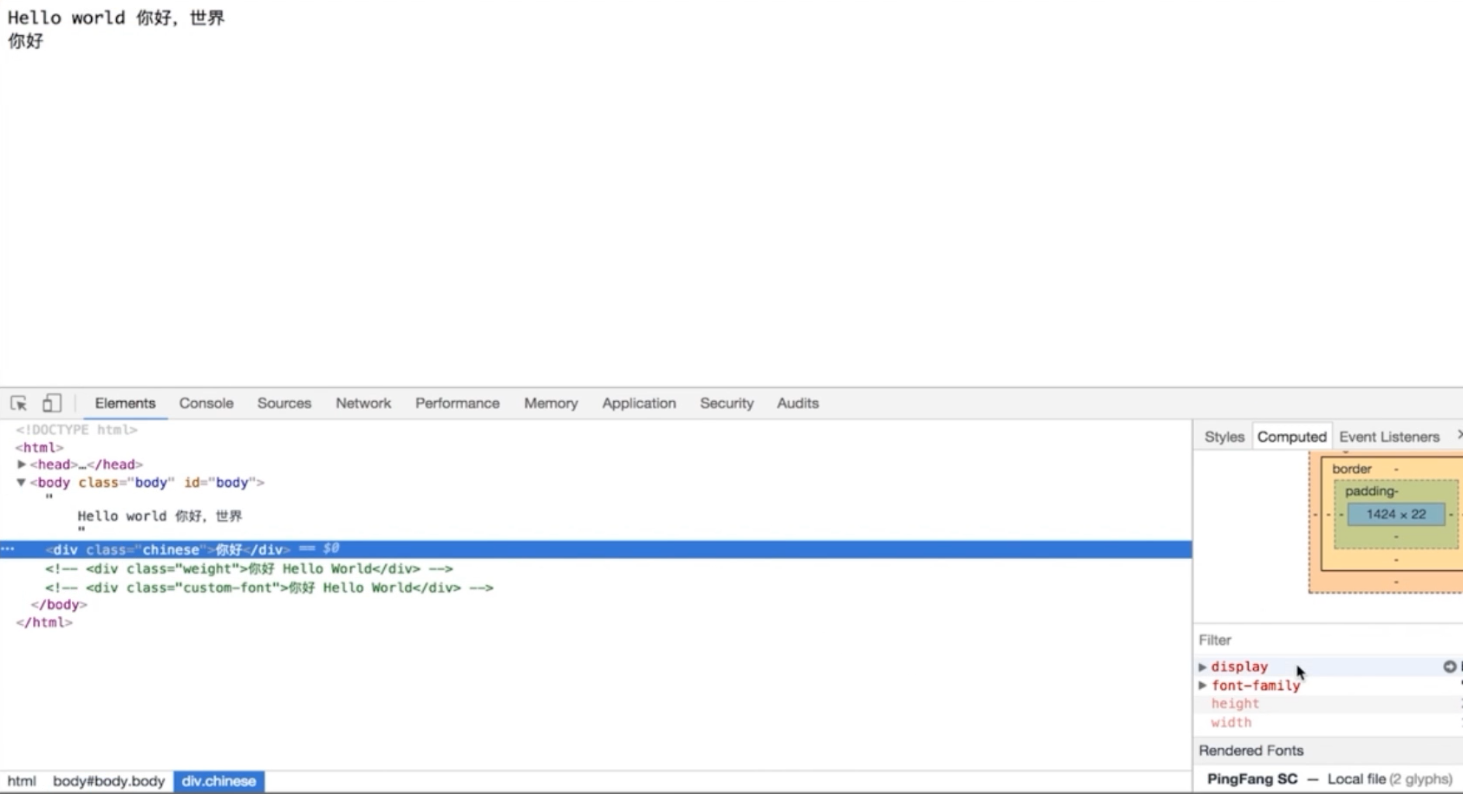 Hello world 你好，世界
你好
Elements Console Sources Network Performance Memory Application Security Audits
<!DOCTYPE html>
<html>
<head>…</head>
<body class="body" id="body">
"
Hello world 你好，世界
"
<div class="chinese">你好</div> == $0
<!-- <div class="weight">你好 Hello World</div> -->
<!-- <div class="custom-font">你好 Hello World</div> -->
</body>
</html>
html body#body.body div.chinese
Styles Computed Event Listeners
border -
padding-
- - - 1424 × 22 -
-
-
-
Filter
display
font-family
height
width
Rendered Fonts
PingFang SC — Local file (2 glyphs)